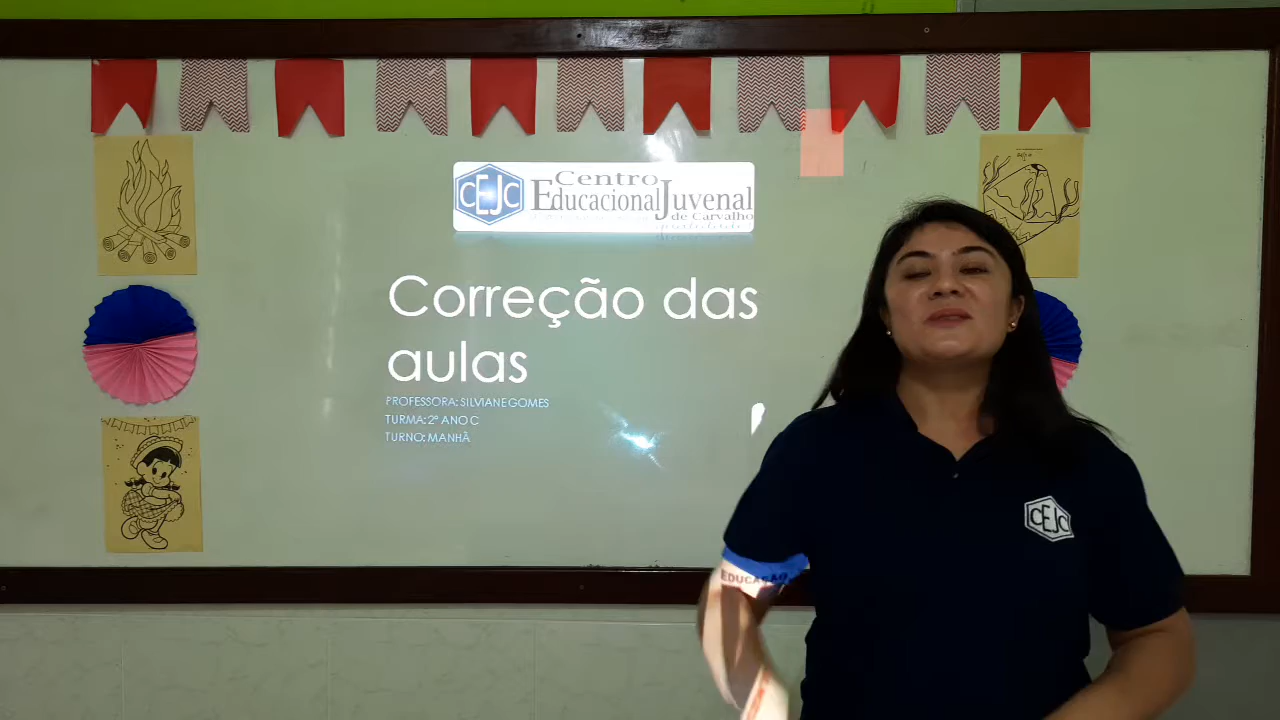 CEJC
Centro
Educacional Juvenal
de Carvalho
Correção das
aulas
PROFESSORA: SILVIANE GOMES
TURMA: 2º ANO C
TURNO: MANHÃ
CEJC
EDUCAÇÃO